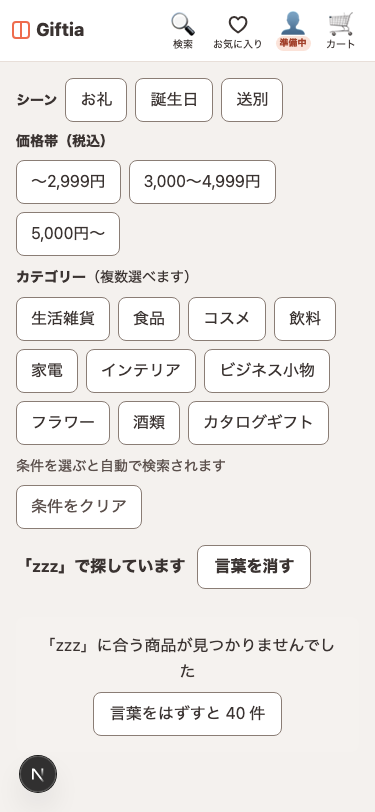 Giftia
検索
お気に入り
準備中
カート
シーン
お礼
誕生日
送別
価格帯（税込）
〜2,999円
3,000〜4,999円
5,000円〜
カテゴリー（複数選べます）
生活雑貨
食品
コスメ
飲料
家電
インテリア
ビジネス小物
フラワー
酒類
カタログギフト
条件を選ぶと自動で検索されます
条件をクリア
「zzz」で探しています
言葉を消す
「zzz」に合う商品が見つかりませんでし
た
言葉をはずすと 40 件
N